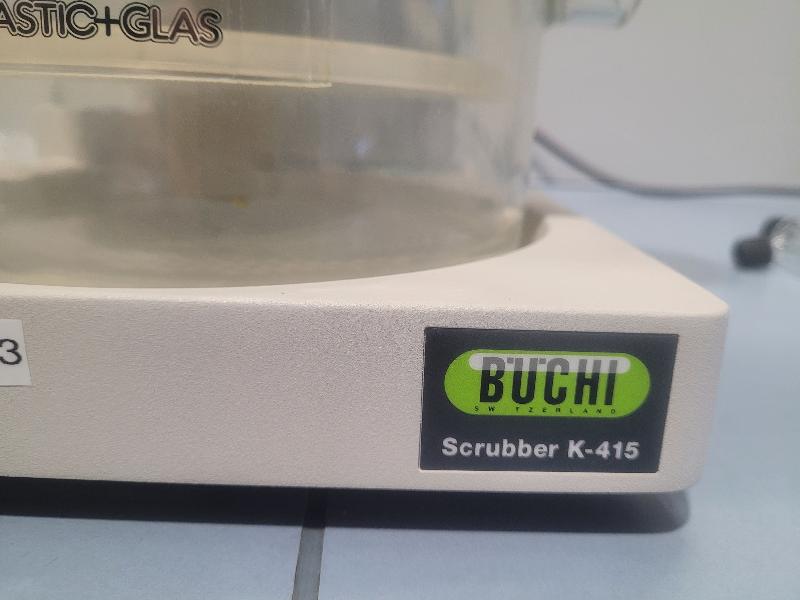 ASTIC+GLAS
3
BÜCHI
SWITZERLAND
Scrubber K-415